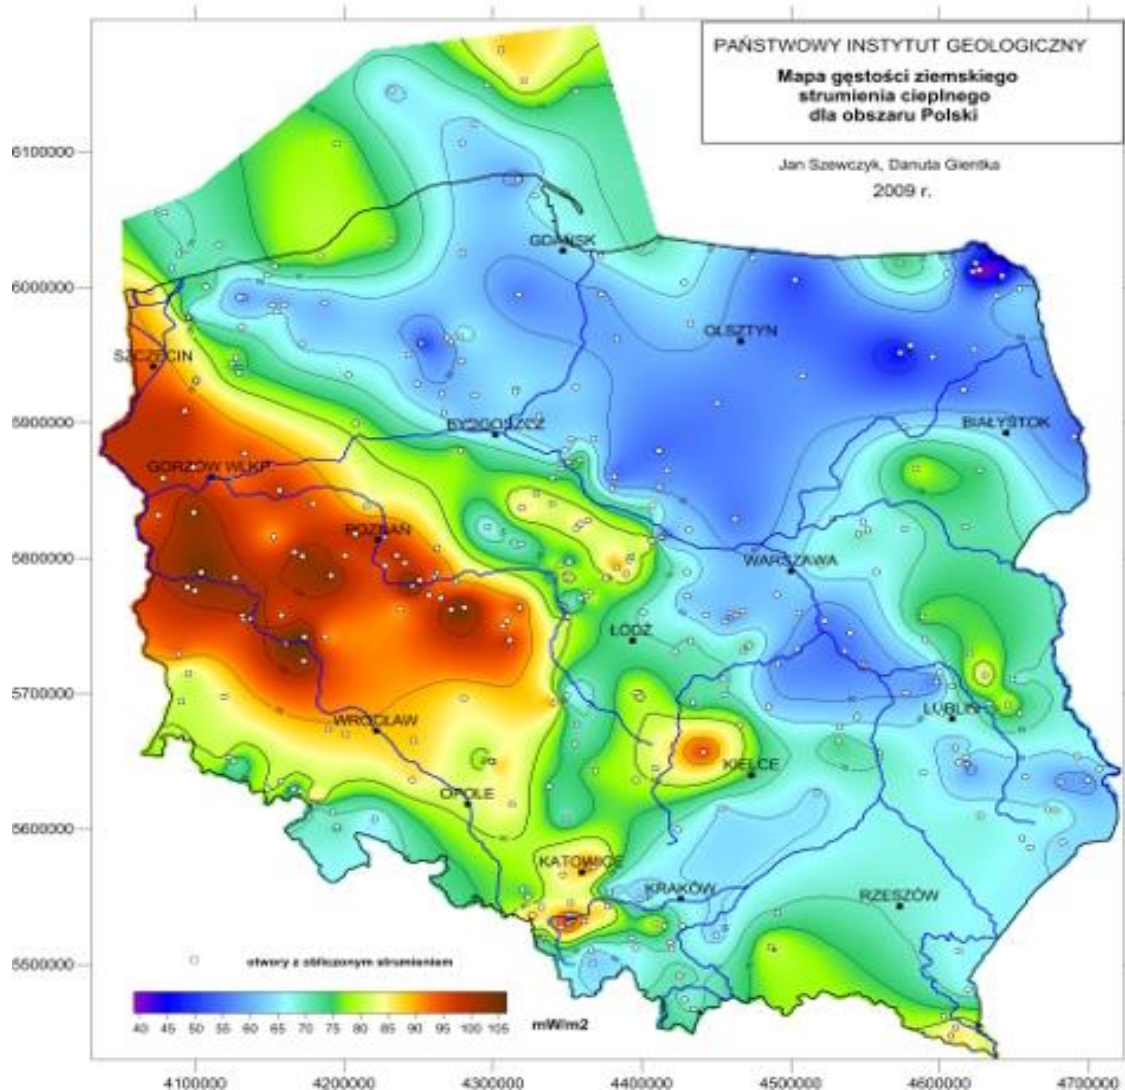 PAŃSTWOWY INSTYTUT GEOLOGICZNY
Mapa gęstości ziemskiego
strumienia cieplnego
dla obszaru Polski
Jan Szewczyk, Danuta Gientka
2009 r.
6100000
GDAŃSK
6000000
OLSZTYN
SZCZECIN
5900000
BYDGOSZCZ
BIAŁYSTOK
GORZÓW WLKP
POZNAŃ
5800000
WARSZAWA
ŁÓDŹ
5700000
LUBLIN
WROCŁAW
KIELCE
OPOLE
5600000
KATOWICE
KRAKÓW
RZESZÓW
5500000
otwory z obliczonym strumieniem
40 45 50 55 60 65 70 75 80 85 90 95 100 105
mW/m2
4100000 4200000 4300000 4400000 4500000 4600000 4700000